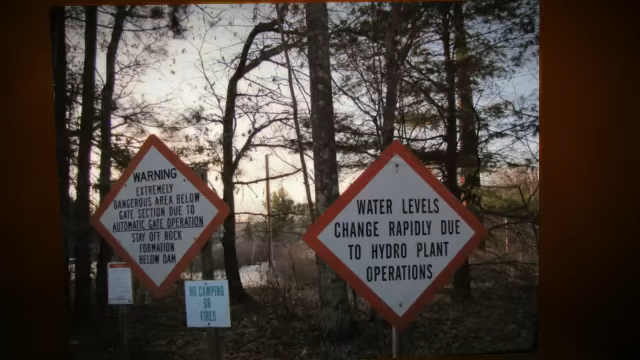 WARNING
EXTREMELY
DANGEROUS AREA BELOW
GATE SECTION DUE TO
AUTOMATIC GATE OPERATION
STAY OFF ROCK
FORMATION
BELOW DAM
NO CAMPING
OR
FIRES
WATER LEVELS
CHANGE RAPIDLY DUE
TO HYDRO PLANT
OPERATIONS